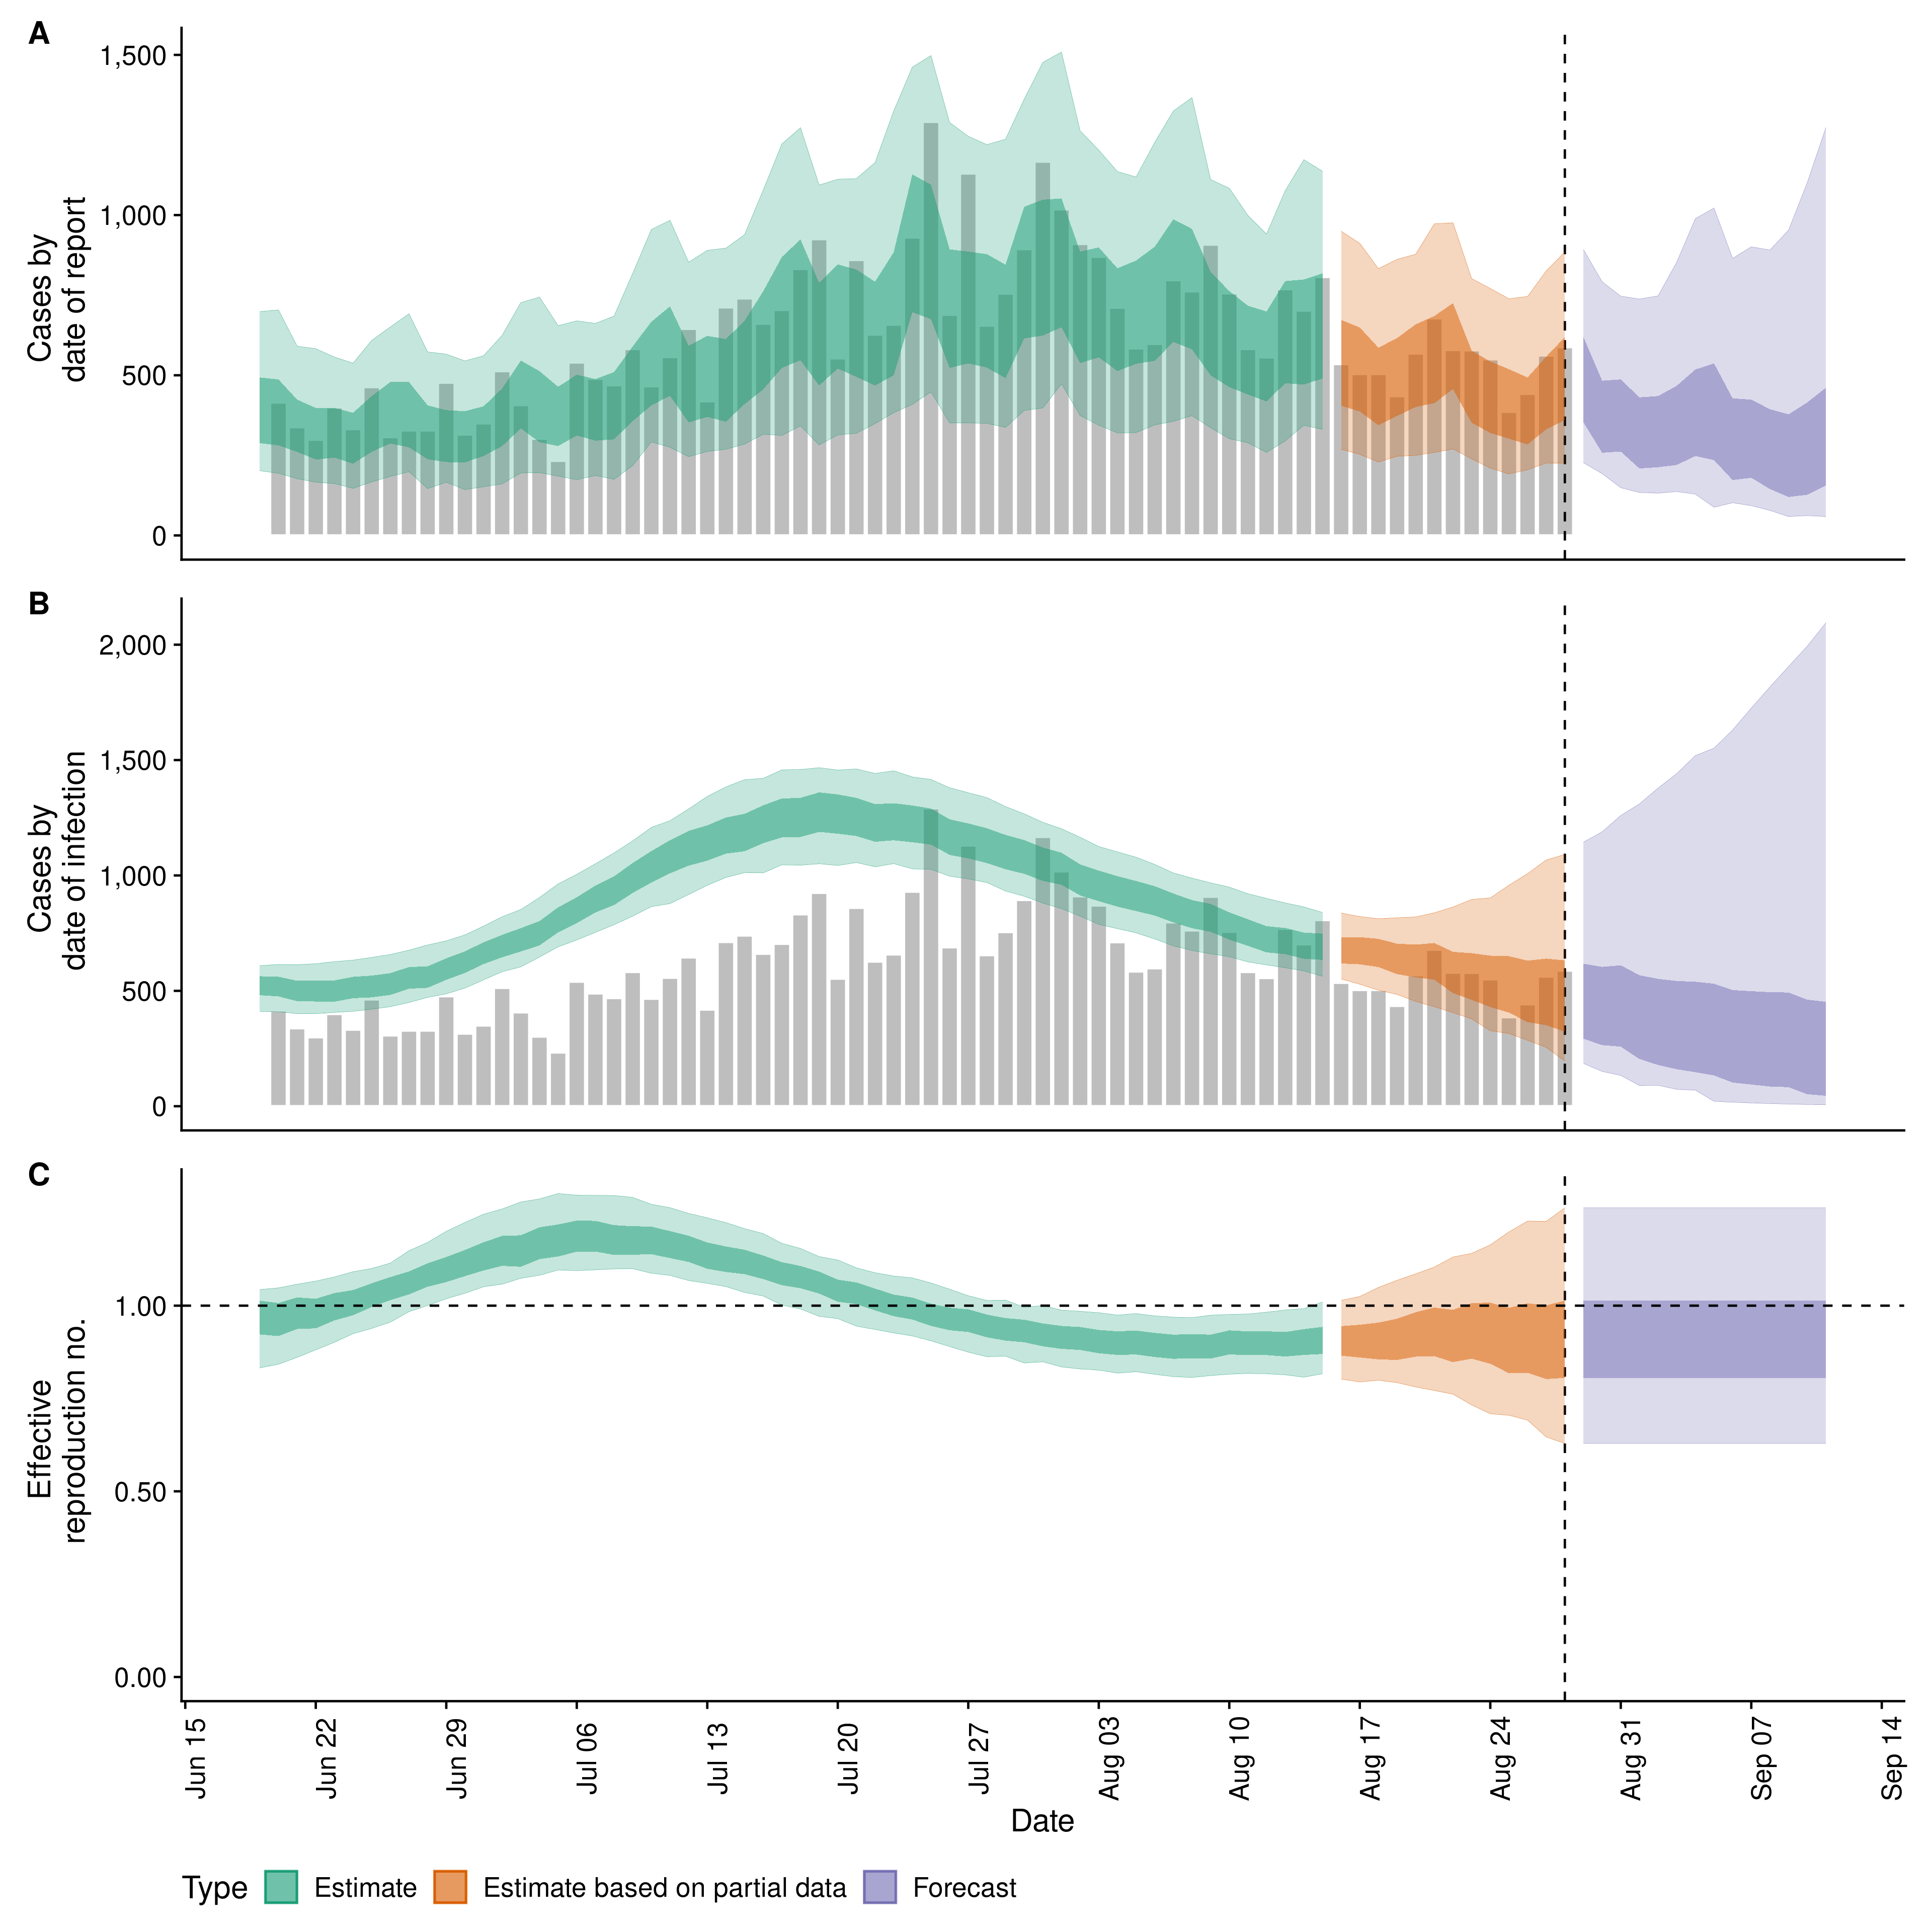 A
1,500
1,000
500
0
Cases by
date of report
B
2,000
1,500
1,000
500
0
Cases by
date of infection
C
1.00
0.50
0.00
Effective
reproduction no.
Jun 15
Jun 22
Jun 29
Jul 06
Jul 13
Jul 20
Jul 27
Aug 03
Aug 10
Aug 17
Aug 24
Aug 31
Sep 07
Sep 14
Date
Type Estimate Estimate based on partial data Forecast